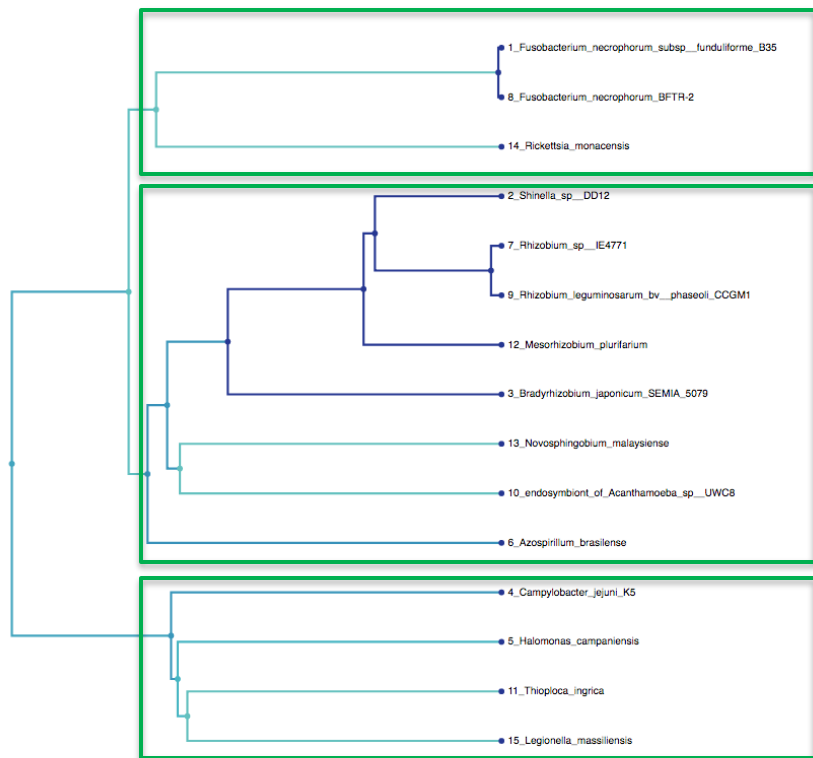 1_Fusobacterium_necrophorum_subsp__funduliforme_B35
8_Fusobacterium_necrophorum_BFTR-2
14_Rickettsia_monacensis
2_Shinella_sp__DD12
7_Rhizobium_sp__IE4771
9_Rhizobium_leguminosarum_bv__phaseoli_CCGM1
12_Mesorhizobium_plurifarium
3_Bradyrhizobium_japonicum_SEMIA_5079
13_Novosphingobium_malaysiense
10_endosymbiont_of_Acanthamoeba_sp__UWC8
6_Azospirillum_brasilense
4_Campylobacter_jejuni_K5
5_Halomonas_campaniensis
11_Thioploca_ingrica
15_Legionella_massiliensis